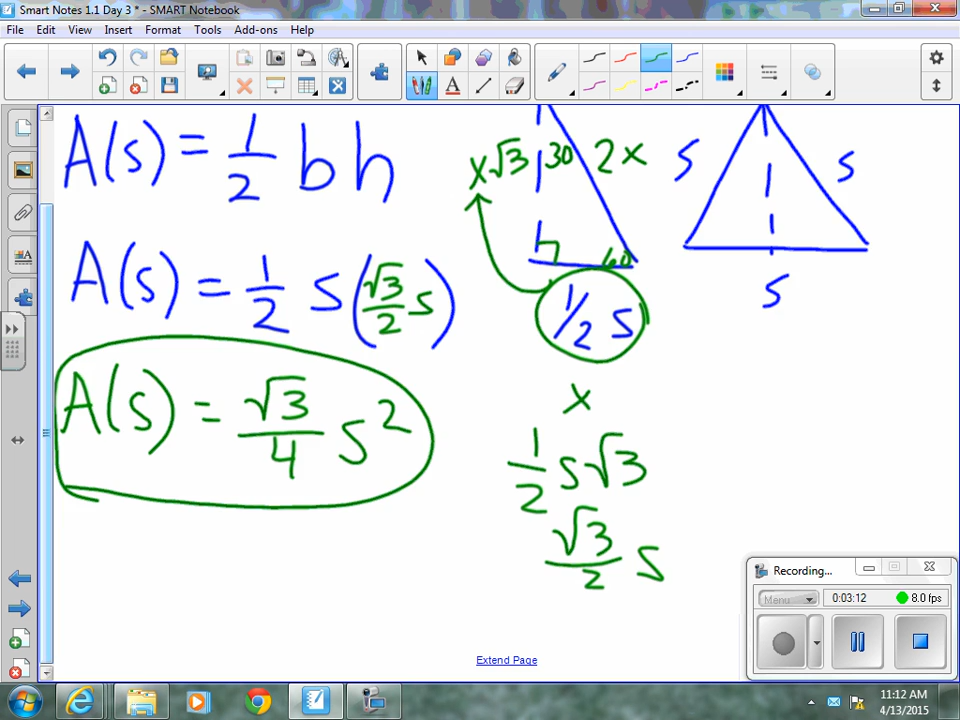 Smart Notes 1.1 Day 3 * - SMART Notebook
File Edit View Insert Format Tools Add-ons Help
A(s) = 1/2 bh
x√3 30 2x
60
1/2 s
s s
s
A(s) = 1/2 s(√3/2 s)
A(s) = √3/4 s²
x
1/2 s√3
√3/2 s
Extend Page
Recording...
Menu 0:03:12 8.0 fps
11:12 AM
4/13/2015